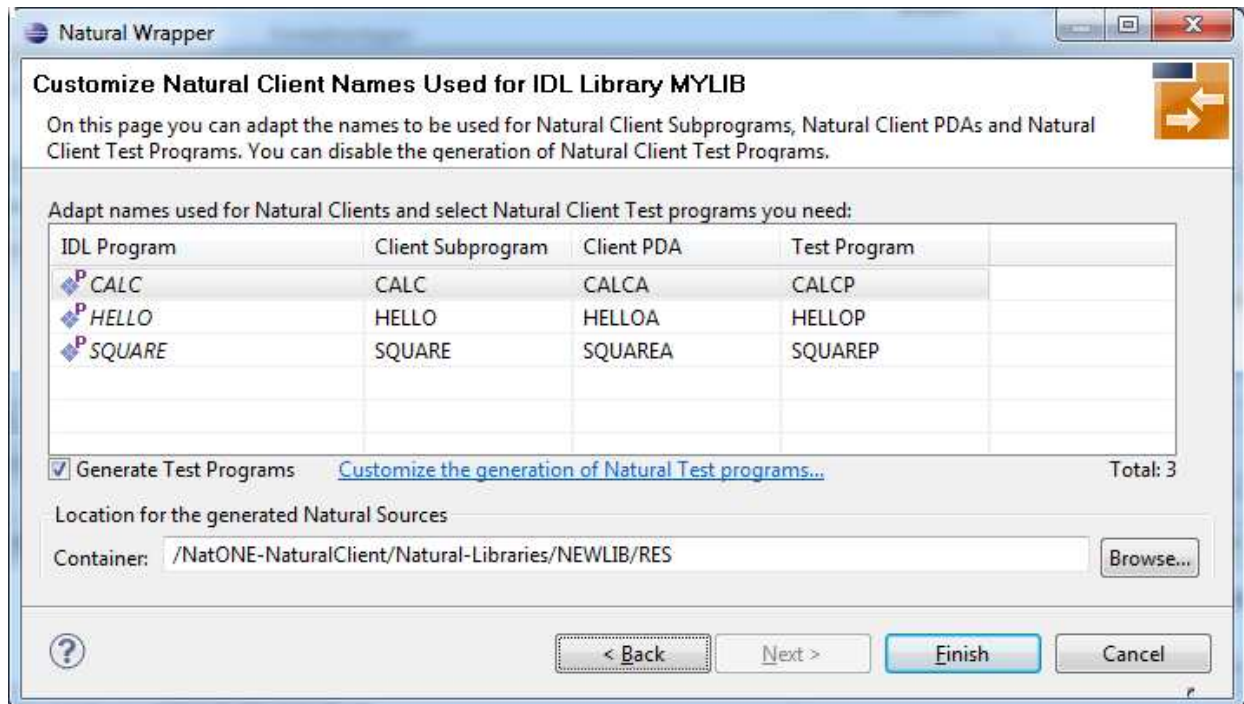 Natural Wrapper
Customize Natural Client Names Used for IDL Library MYLIB
On this page you can adapt the names to be used for Natural Client Subprograms, Natural Client PDAs and Natural
Client Test Programs. You can disable the generation of Natural Client Test Programs.
Adapt names used for Natural Clients and select Natural Client Test programs you need:
IDL Program Client Subprogram Client PDA Test Program
P CALC CALC CALCA CALCP
P HELLO HELLO HELLOA HELLOP
P SQUARE SQUARE SQUAREA SQUAREP
Generate Test Programs Customize the generation of Natural Test programs... Total: 3
Location for the generated Natural Sources
Container: /NatONE-NaturalClient/Natural-Libraries/NEWLIB/RES Browse...
? < Back Next > Finish Cancel